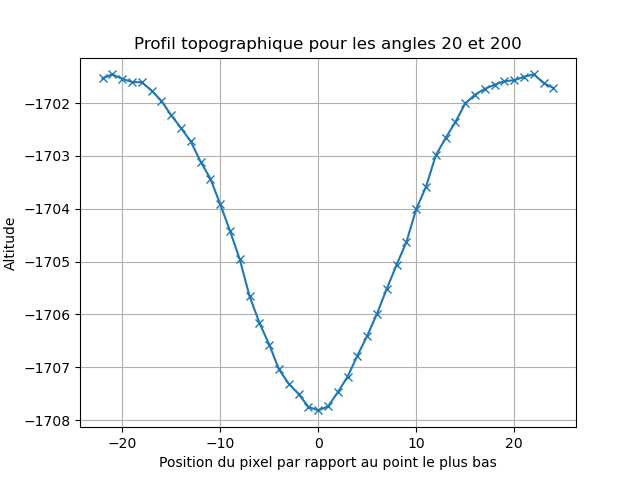 Profil topographique pour les angles 20 et 200
Altitude
−1702
−1703
−1704
−1705
−1706
−1707
−1708
−20 −10 0 10 20
Position du pixel par rapport au point le plus bas